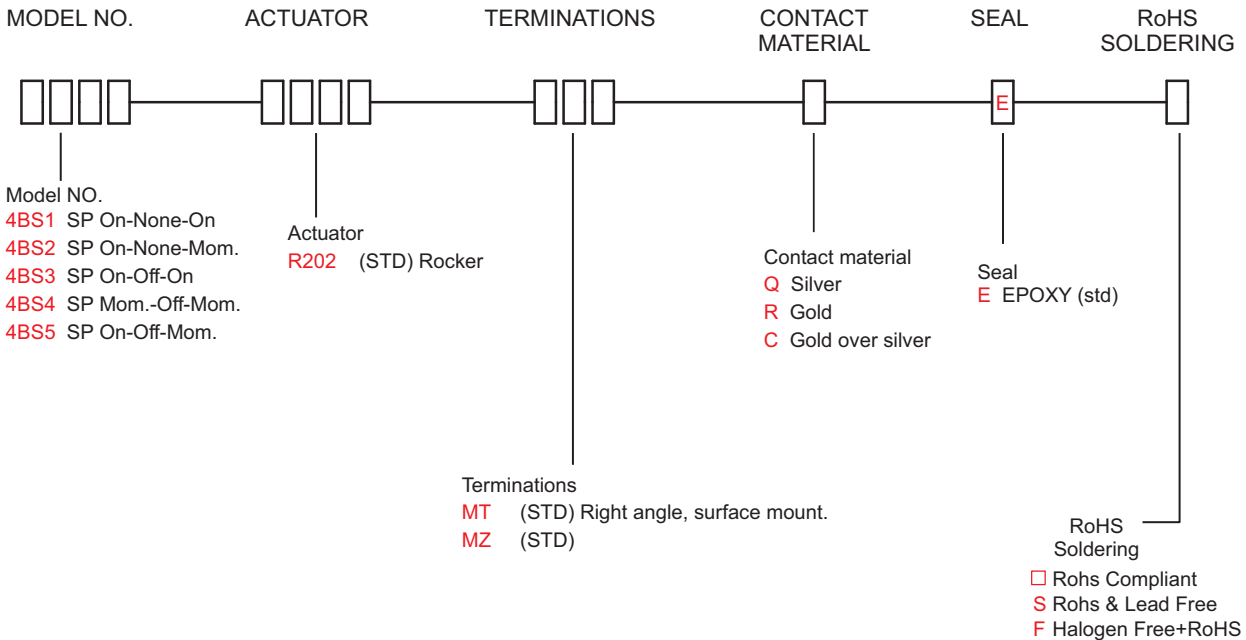 MODEL NO.
ACTUATOR
TERMINATIONS
CONTACT
MATERIAL
SEAL
RoHS
SOLDERING
E
Model NO.
4BS1 SP On-None-On
4BS2 SP On-None-Mom.
4BS3 SP On-Off-On
4BS4 SP Mom.-Off-Mom.
4BS5 SP On-Off-Mom.
Actuator
R202 (STD) Rocker
Terminations
MT (STD) Right angle, surface mount.
MZ (STD)
Contact material
Q Silver
R Gold
C Gold over silver
Seal
E EPOXY (std)
RoHS
Soldering
□ Rohs Compliant
S Rohs & Lead Free
F Halogen Free+RoHS